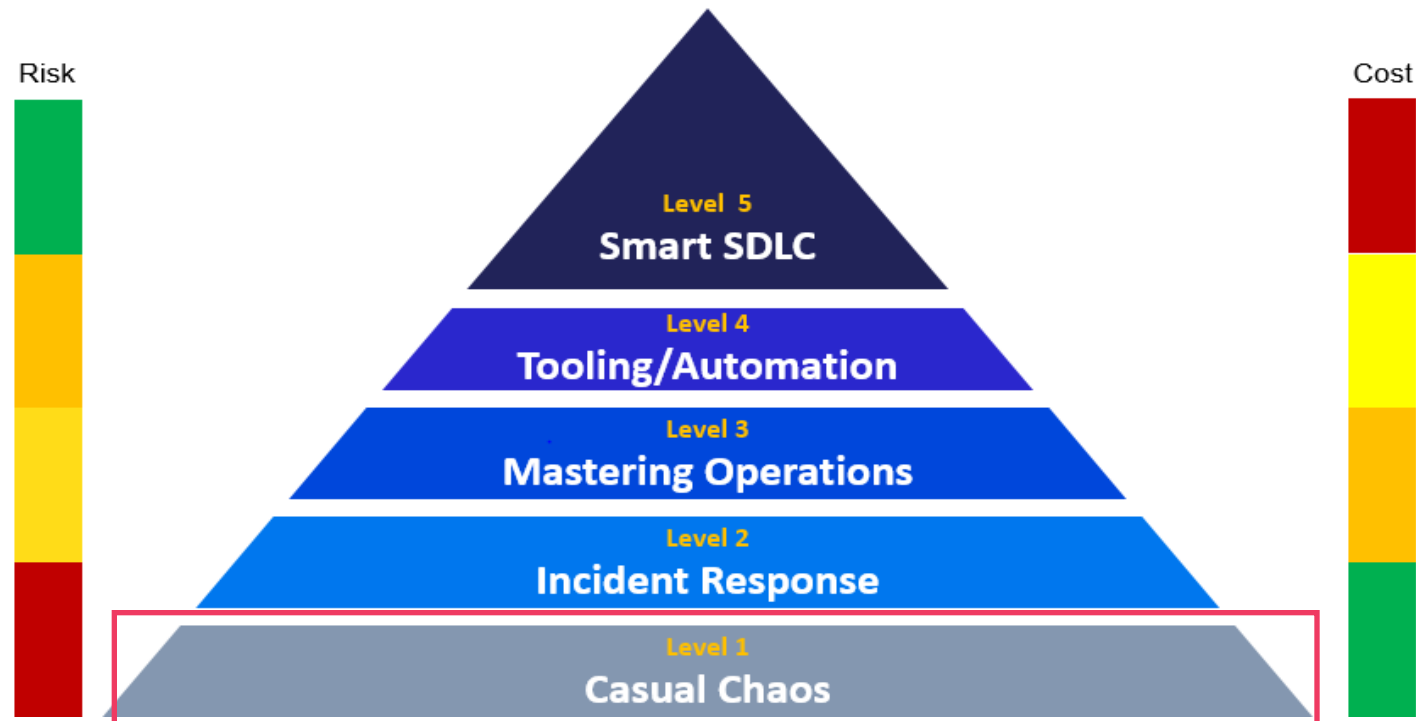 Risk
Cost
Level 5
Smart SDLC
Level 4
Tooling/Automation
Level 3
Mastering Operations
Level 2
Incident Response
Level 1
Casual Chaos